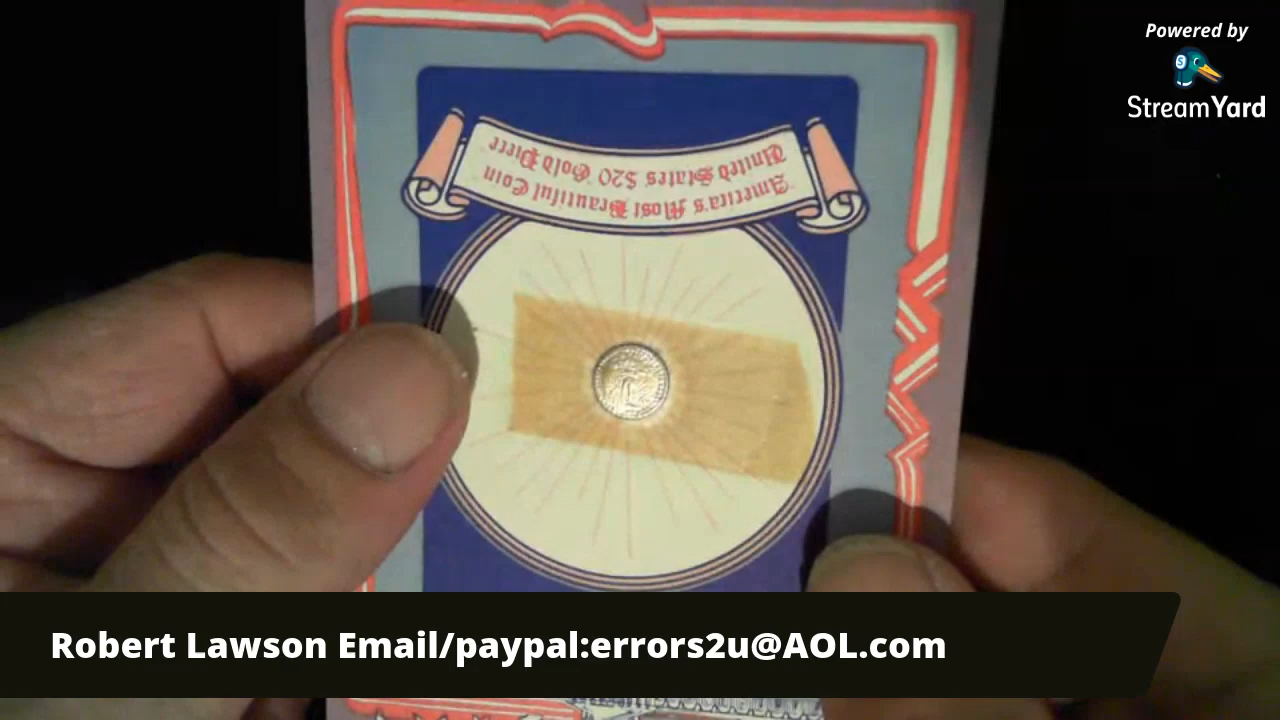 Powered by
StreamYard
America's Most Beautiful Coin
United States $20 Gold Piece
Robert Lawson Email/paypal:errors2u@AOL.com